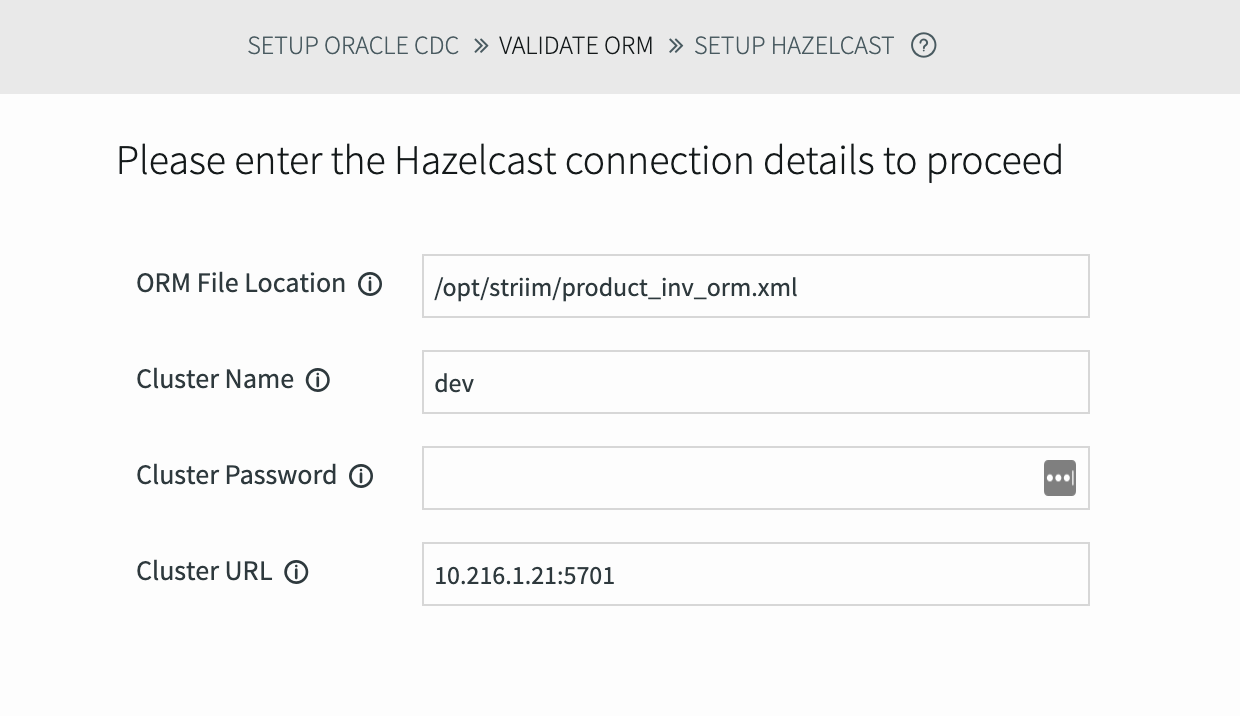 SETUP ORACLE CDC » VALIDATE ORM » SETUP HAZELCAST ?
Please enter the Hazelcast connection details to proceed
ORM File Location /opt/striim/product_inv_orm.xml
Cluster Name dev
Cluster Password
Cluster URL 10.216.1.21:5701